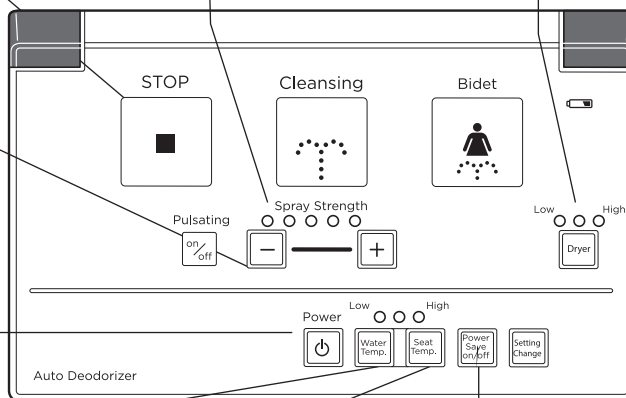 STOP
Cleansing
Bidet
Spray Strength
Pulsating
on/off
−
+
Low
High
Dryer
Power
Low
High
Water
Temp.
Seat
Temp.
Power
Save
on/off
Setting
Change
Auto Deodorizer